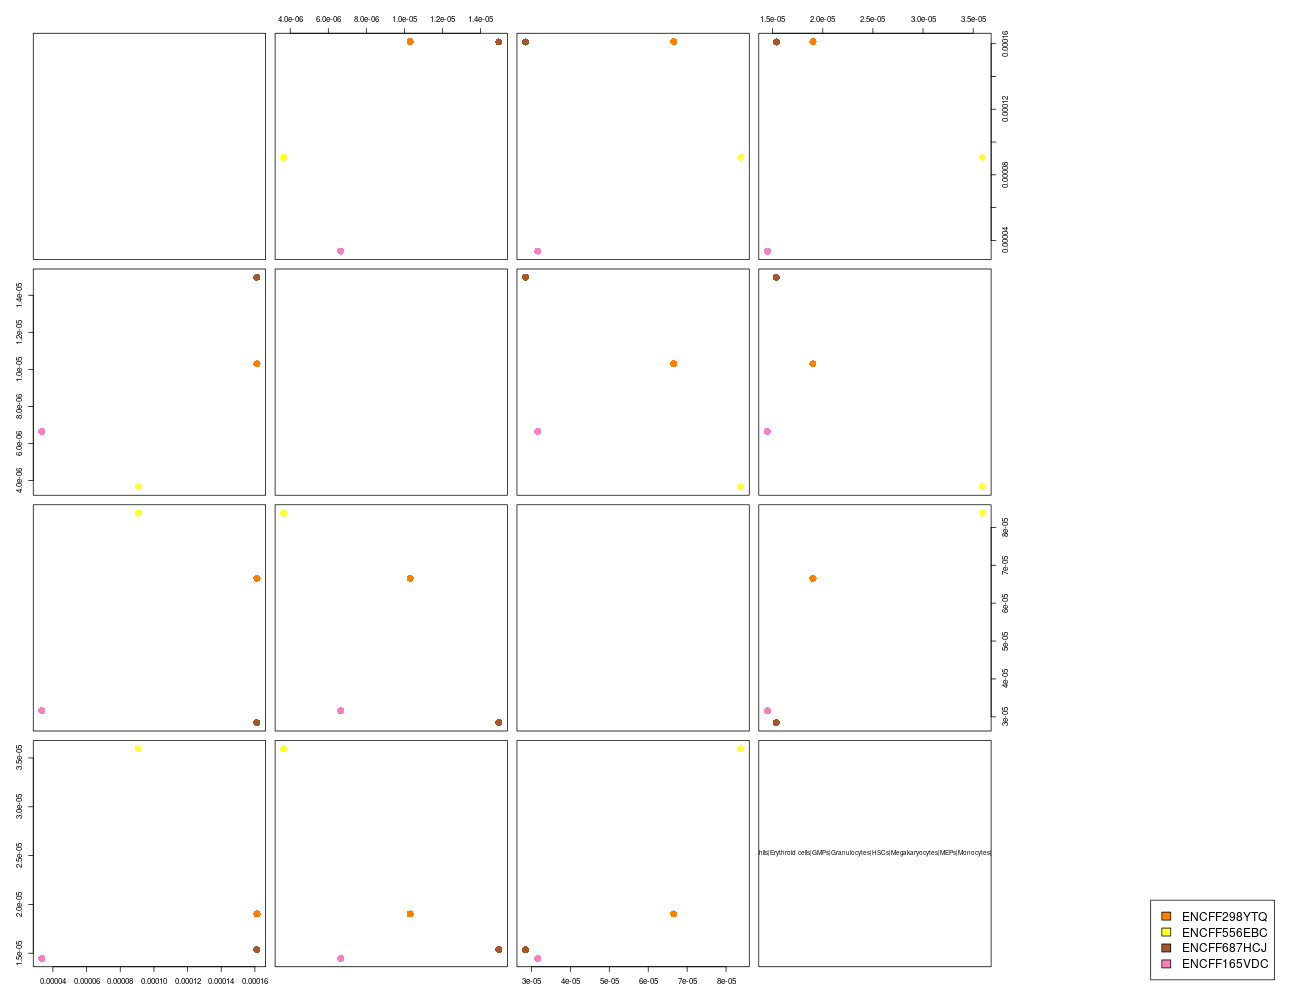 4.0e-06 6.0e-06 8.0e-06 1.0e-05 1.2e-05 1.4e-05
1.5e-05 2.0e-05 2.5e-05 3.0e-05 3.5e-05
0.00016
0.00012
0.00008
0.00004
1.4e-05
1.2e-05
1.0e-05
8.0e-06
6.0e-06
4.0e-06
8e-05
7e-05
6e-05
5e-05
4e-05
3e-05
3.5e-05
3.0e-05
2.5e-05
2.0e-05
1.5e-05
hils|Erythroid cells|GMPs|Granulocytes|HSCs|Megakaryocytes|MEPs|Monocytes|
0.00004 0.00006 0.00008 0.00010 0.00012 0.00014 0.00016
3e-05 4e-05 5e-05 6e-05 7e-05 8e-05
ENCFF298YTQ
ENCFF556EBC
ENCFF687HCJ
ENCFF165VDC